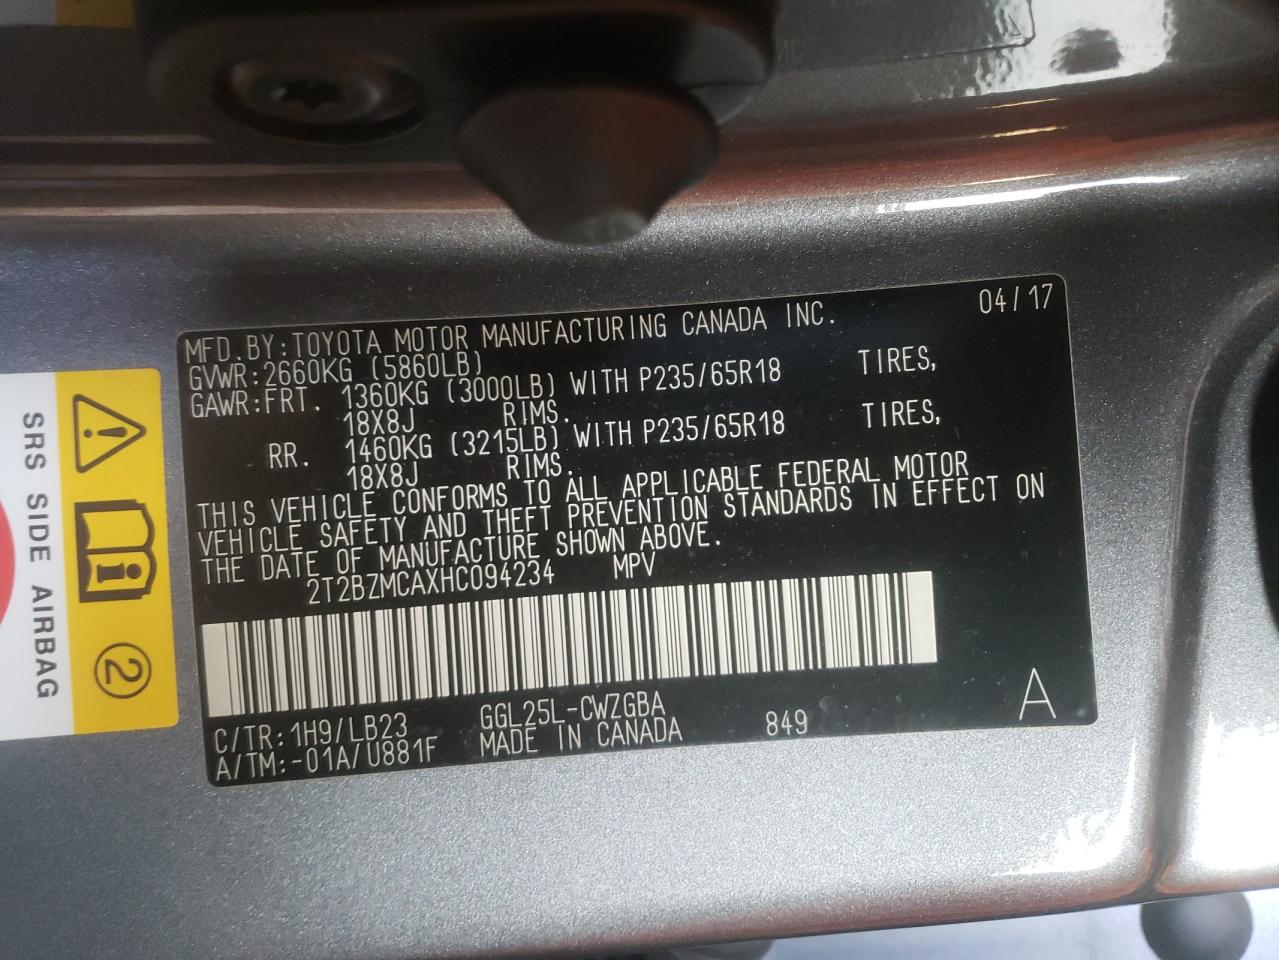 MFD.BY:TOYOTA MOTOR MANUFACTURING CANADA INC. 04/17
GVWR:2660KG (5860LB)
GAWR:FRT. 1360KG (3000LB) WITH P235/65R18 TIRES,
18X8J RIMS.
RR. 1460KG (3215LB) WITH P235/65R18 TIRES,
18X8J RIMS.
THIS VEHICLE CONFORMS TO ALL APPLICABLE FEDERAL MOTOR
VEHICLE SAFETY AND THEFT PREVENTION STANDARDS IN EFFECT ON
THE DATE OF MANUFACTURE SHOWN ABOVE.
2T2BZMCAXHC094234 MPV
C/TR:1H9/LB23 GGL25L-CWZGBA
A/TM:-01A/U881F MADE IN CANADA 849 A
SRS SIDE AIRBAG
2